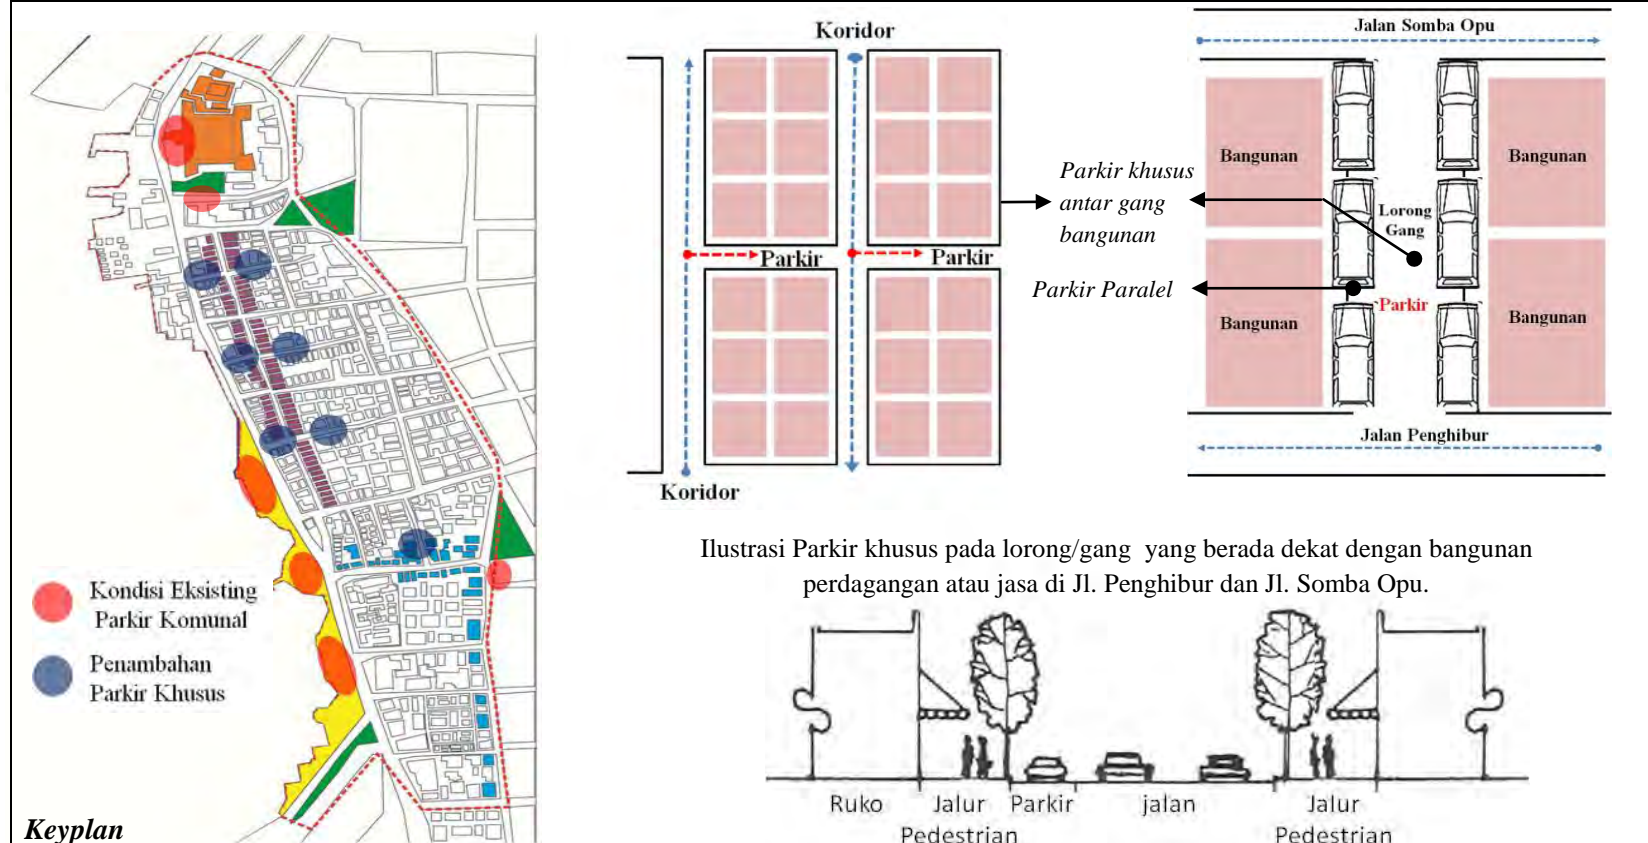 Kondisi Eksisting
Parkir Komunal
Penambahan
Parkir Khusus
Keyplan
Koridor
Parkir
Parkir
Koridor
Parkir khusus
antar gang
bangunan
Parkir Paralel
Jalan Somba Opu
Bangunan
Bangunan
Lorong
Gang
Parkir
Bangunan
Bangunan
Jalan Penghibur
Ilustrasi Parkir khusus pada lorong/gang yang berada dekat dengan bangunan
perdagangan atau jasa di Jl. Penghibur dan Jl. Somba Opu.
Ruko
Jalur
Pedestrian
Parkir
jalan
Jalur
Pedestrian